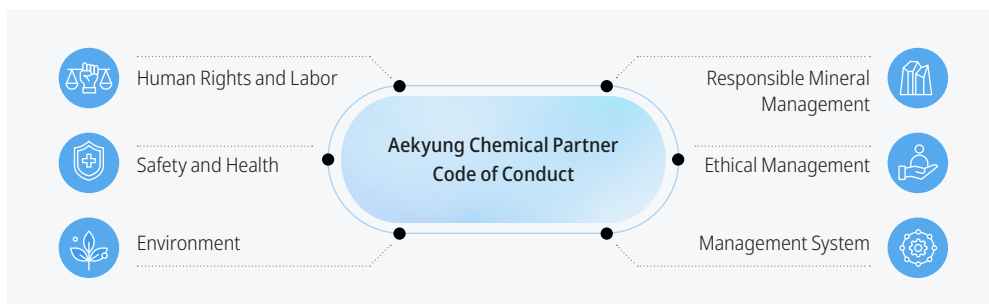 Human Rights and Labor
Safety and Health
Environment
Aekyung Chemical Partner
Code of Conduct
Responsible Mineral
Management
Ethical Management
Management System